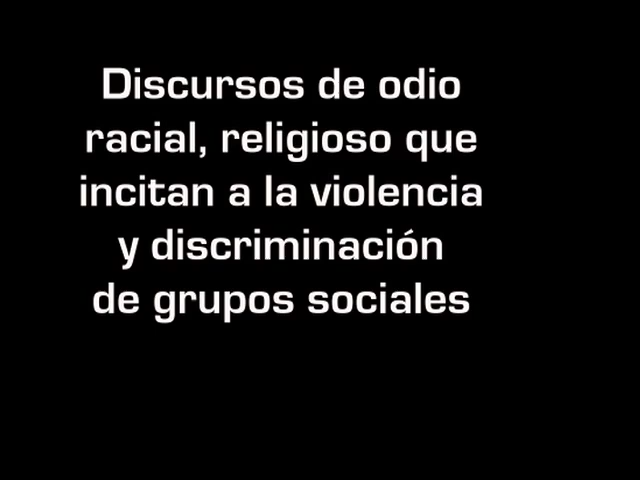 Discursos de odio
racial, religioso que
incitan a la violencia
y discriminación
de grupos sociales